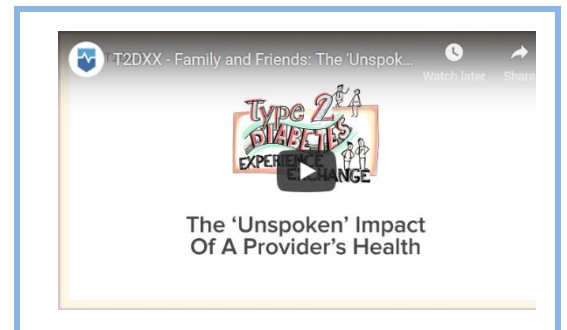 T2DXX - Family and Friends: The 'Unspok...
Watch later
Share
Type 2
DIABETES
EXPERIENCE
EXCHANGE
The ‘Unspoken’ Impact
Of A Provider’s Health